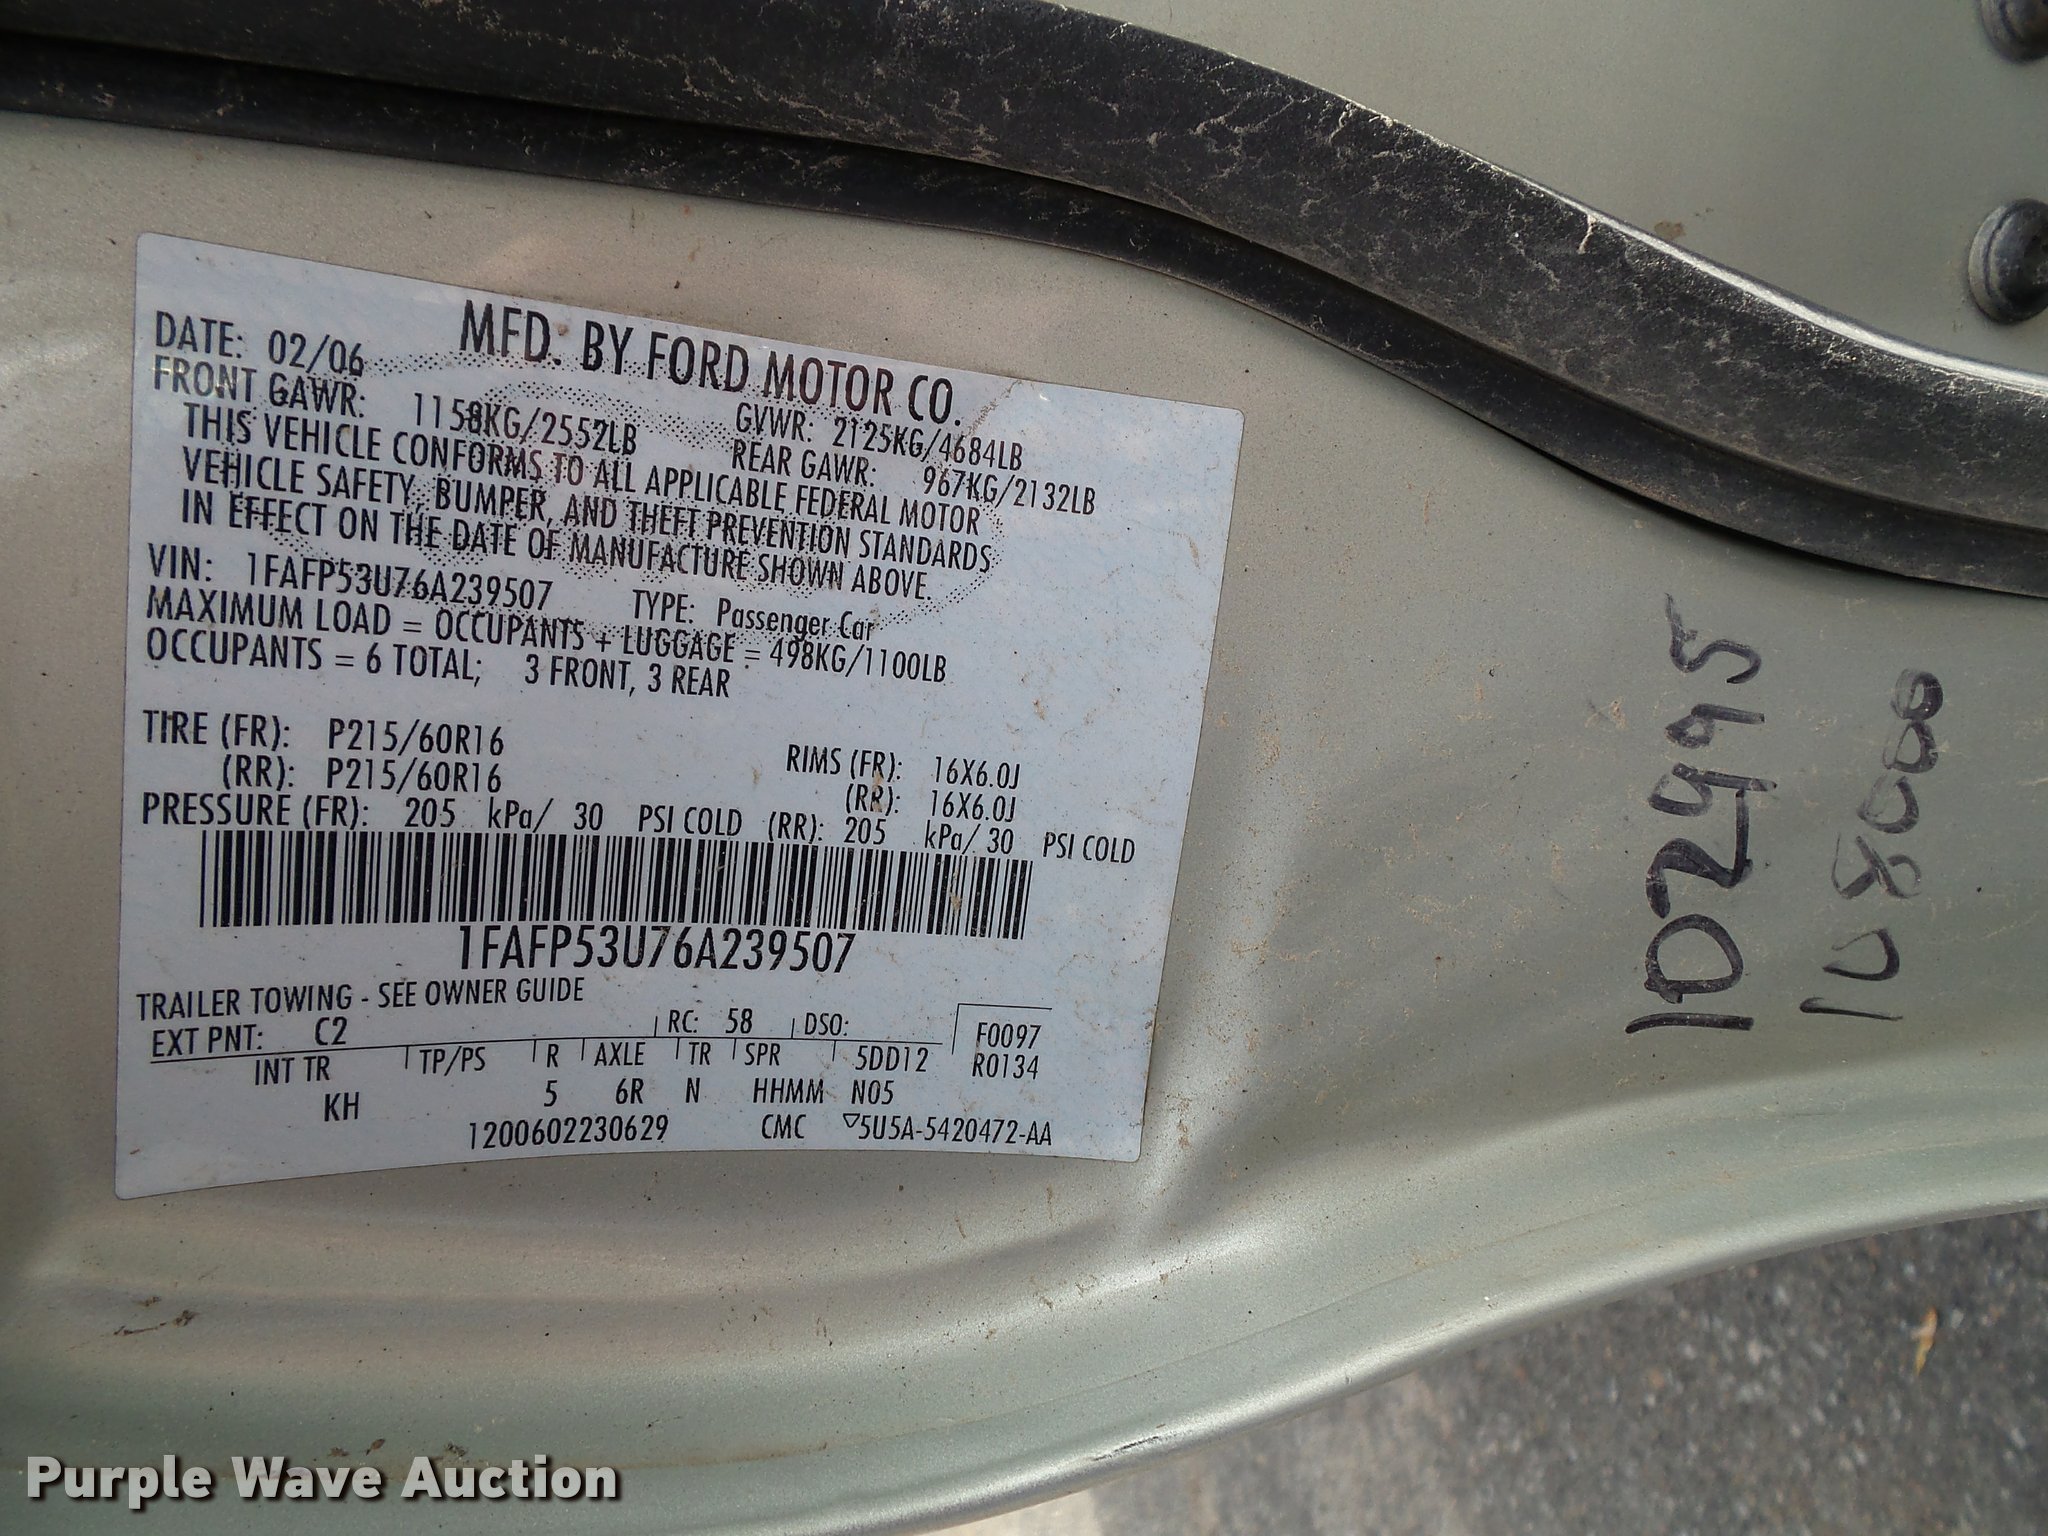 MFD. BY FORD MOTOR CO.
DATE: 02/06
GVWR: 2125KG/4684LB
FRONT GAWR: 1158KG/2552LB
REAR GAWR: 967KG/2132LB
THIS VEHICLE CONFORMS TO ALL APPLICABLE FEDERAL MOTOR
VEHICLE SAFETY, BUMPER, AND THEFT PREVENTION STANDARDS
IN EFFECT ON THE DATE OF MANUFACTURE SHOWN ABOVE.
VIN: 1FAFP53U76A239507 TYPE: Passenger Car
MAXIMUM LOAD = OCCUPANTS + LUGGAGE = 498KG/1100LB
OCCUPANTS = 6 TOTAL; 3 FRONT, 3 REAR
TIRE (FR): P215/60R16 RIMS (FR): 16X6.0J
(RR): P215/60R16 (RR): 16X6.0J
PRESSURE (FR): 205 kPa/ 30 PSI COLD (RR): 205 kPa/ 30 PSI COLD
1FAFP53U76A239507
TRAILER TOWING - SEE OWNER GUIDE
EXT PNT: C2 RC: 58 DSO: F0097
INT TR TP/PS R AXLE TR SPR 5DD12 R0134
KH 5 6R N HHMM N05
1200602230629 CMC ▽5U5A-5420472-AA
102995
108000
Purple Wave Auction